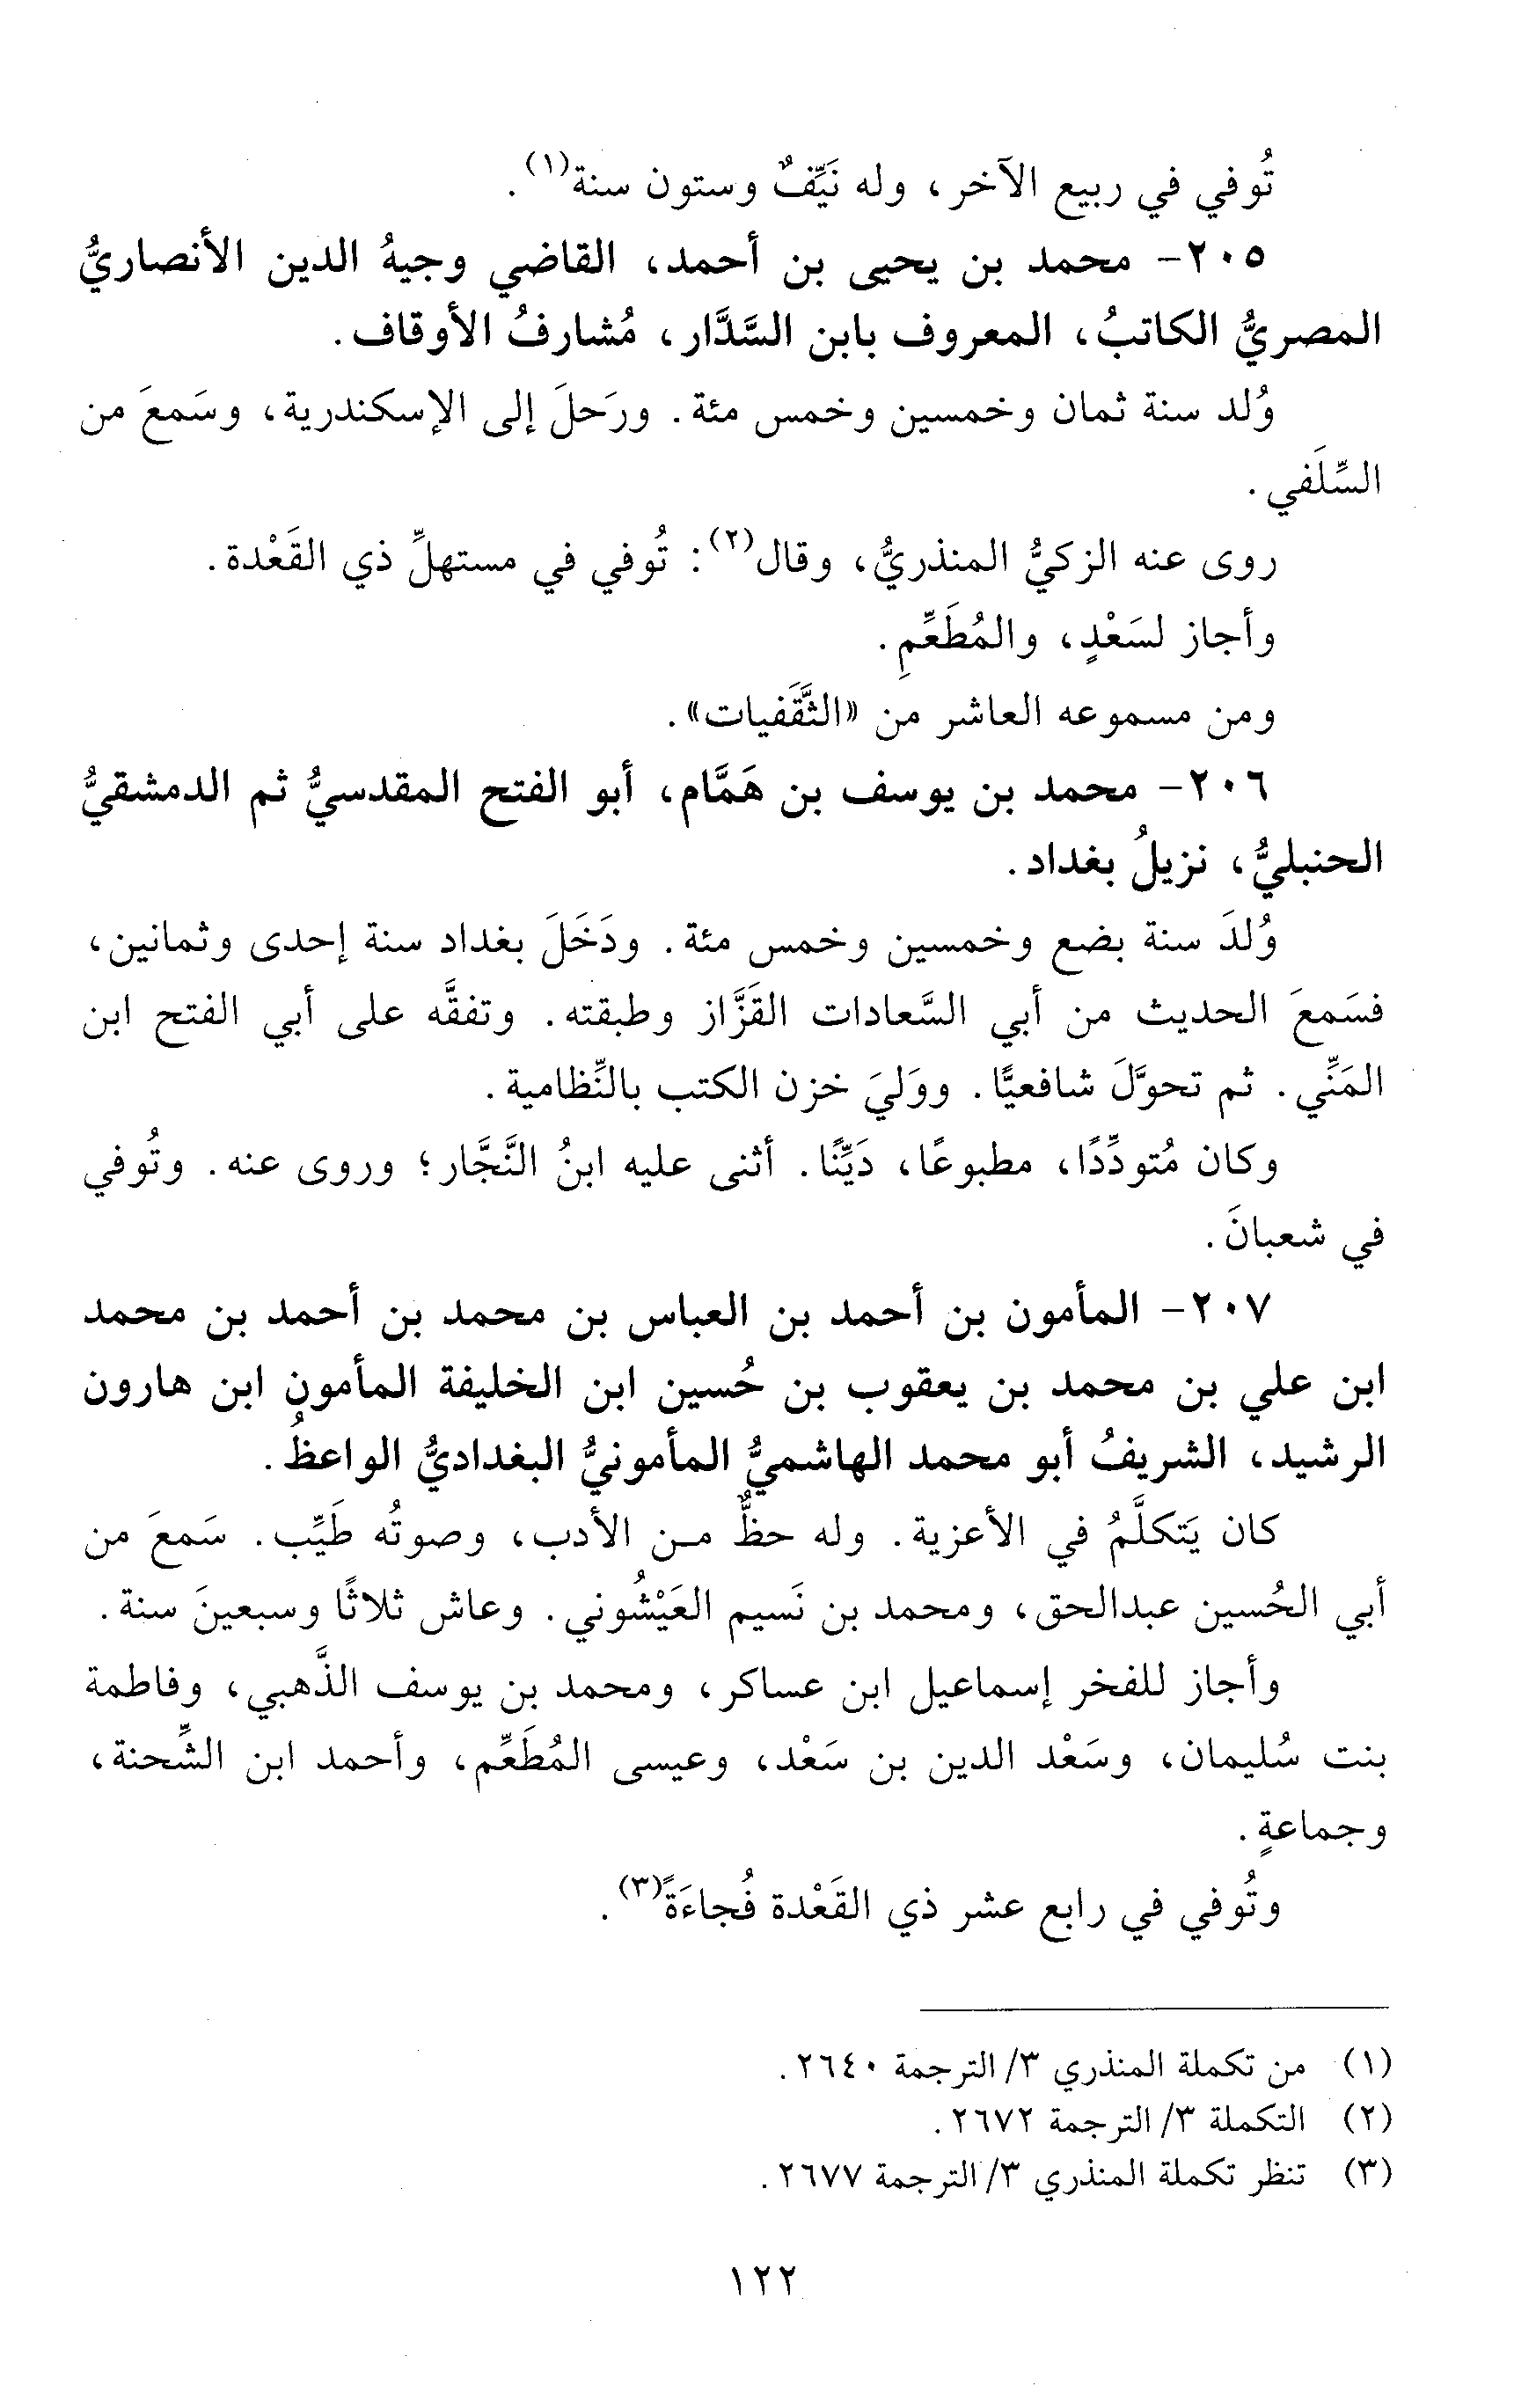 تُوفي في ربيع الآخر، وله نَيِّفٌ وستون سنة(١).
٢٠٥- محمد بن يحيى بن أحمد، القاضي وجيهُ الدين الأنصاريُّ
المصريُّ الكاتبُ، المعروف بابن السَّدَّار، مُشارفُ الأوقاف.
وُلد سنة ثمان وخمسين وخمس مئة. ورَحلَ إلى الإسكندرية، وسَمعَ من
السِّلَفي.
روى عنه الزكيُّ المنذريُّ، وقال(٢): تُوفي في مستهلِّ ذي القَعْدة.
وأجاز لسَعْدٍ، والمُطَعِّمِ.
ومن مسموعه العاشر من «الثَّقَفيات».
٢٠٦- محمد بن يوسف بن هَمَّام، أبو الفتح المقدسيُّ ثم الدمشقيُّ
الحنبليُّ، نزيلُ بغداد.
وُلدَ سنة بضع وخمسين وخمس مئة. ودَخَلَ بغداد سنة إحدى وثمانين،
فسَمعَ الحديث من أبي السَّعادات القَزَّاز وطبقته. وتفقَّه على أبي الفتح ابن
المَنِّي. ثم تحوَّلَ شافعيًّا. ووَليَ خزن الكتب بالنِّظامية.
وكان مُتودِّدًا، مطبوعًا، دَيِّنًا. أثنى عليه ابنُ النَّجَّار؛ وروى عنه. وتُوفي
في شعبانَ.
٢٠٧- المأمون بن أحمد بن العباس بن محمد بن أحمد بن محمد
ابن علي بن محمد بن يعقوب بن حُسين ابن الخليفة المأمون ابن هارون
الرشيد، الشريفُ أبو محمد الهاشميُّ المأمونيُّ البغداديُّ الواعظُ.
كان يَتكلَّمُ في الأعزية. وله حظٌّ من الأدب، وصوتُه طَيِّب. سَمعَ من
أبي الحُسين عبدالحق، ومحمد بن نَسيم العَيْشُوني. وعاش ثلاثًا وسبعينَ سنة.
وأجاز للفخر إسماعيل ابن عساكر، ومحمد بن يوسف الذَّهبي، وفاطمة
بنت سُليمان، وسَعْد الدين بن سَعْد، وعيسى المُطَعِّم، وأحمد ابن الشِّحنة،
وجماعةٍ.
وتُوفي في رابع عشر ذي القَعْدة فُجاءَةً(٣).
(١) من تكملة المنذري ٣/ الترجمة ٢٦٤٠.
(٢) التكملة ٣/ الترجمة ٢٦٧٢.
(٣) تنظر تكملة المنذري ٣/ الترجمة ٢٦٧٧.
١٢٢